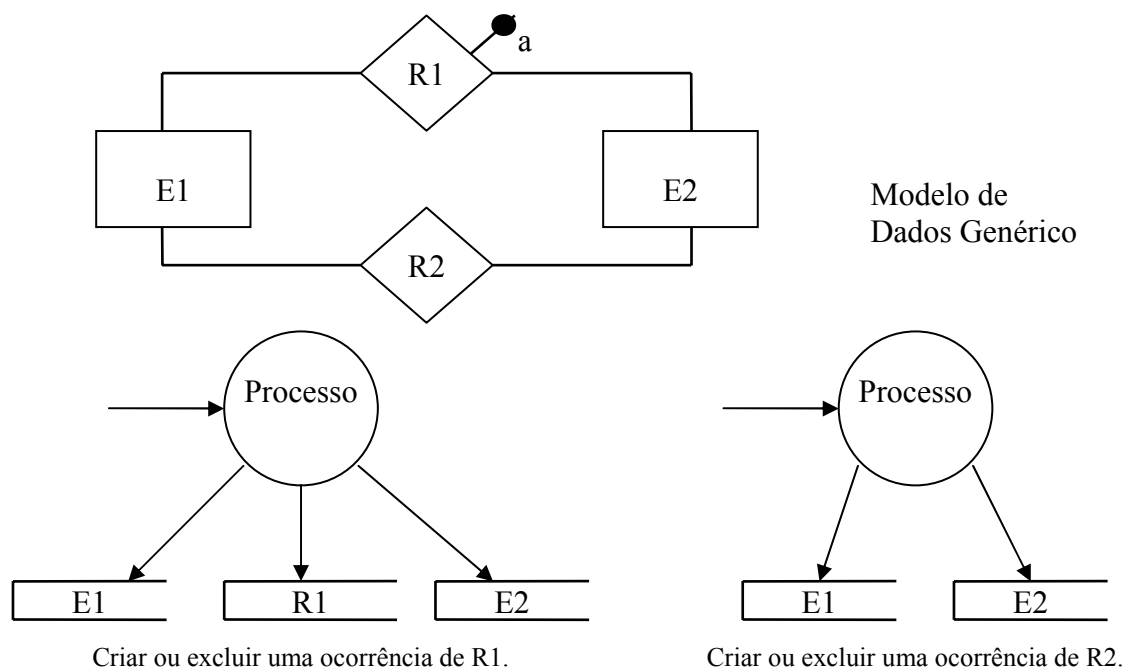 a
R1
E1
E2
Modelo de
Dados Genérico
R2
Processo
Processo
E1
R1
E2
E1
E2
Criar ou excluir uma ocorrência de R1.
Criar ou excluir uma ocorrência de R2.